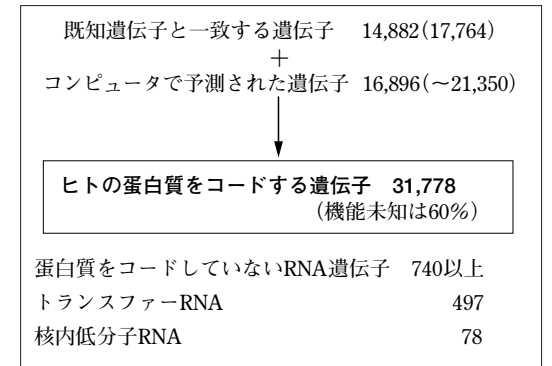 既知遺伝子と一致する遺伝子 14,882(17,764)
+
コンピュータで予測された遺伝子 16,896(～21,350)
ヒトの蛋白質をコードする遺伝子 31,778
(機能未知は60%)
蛋白質をコードしていないRNA遺伝子 740以上
トランスファーRNA 497
核内低分子RNA 78